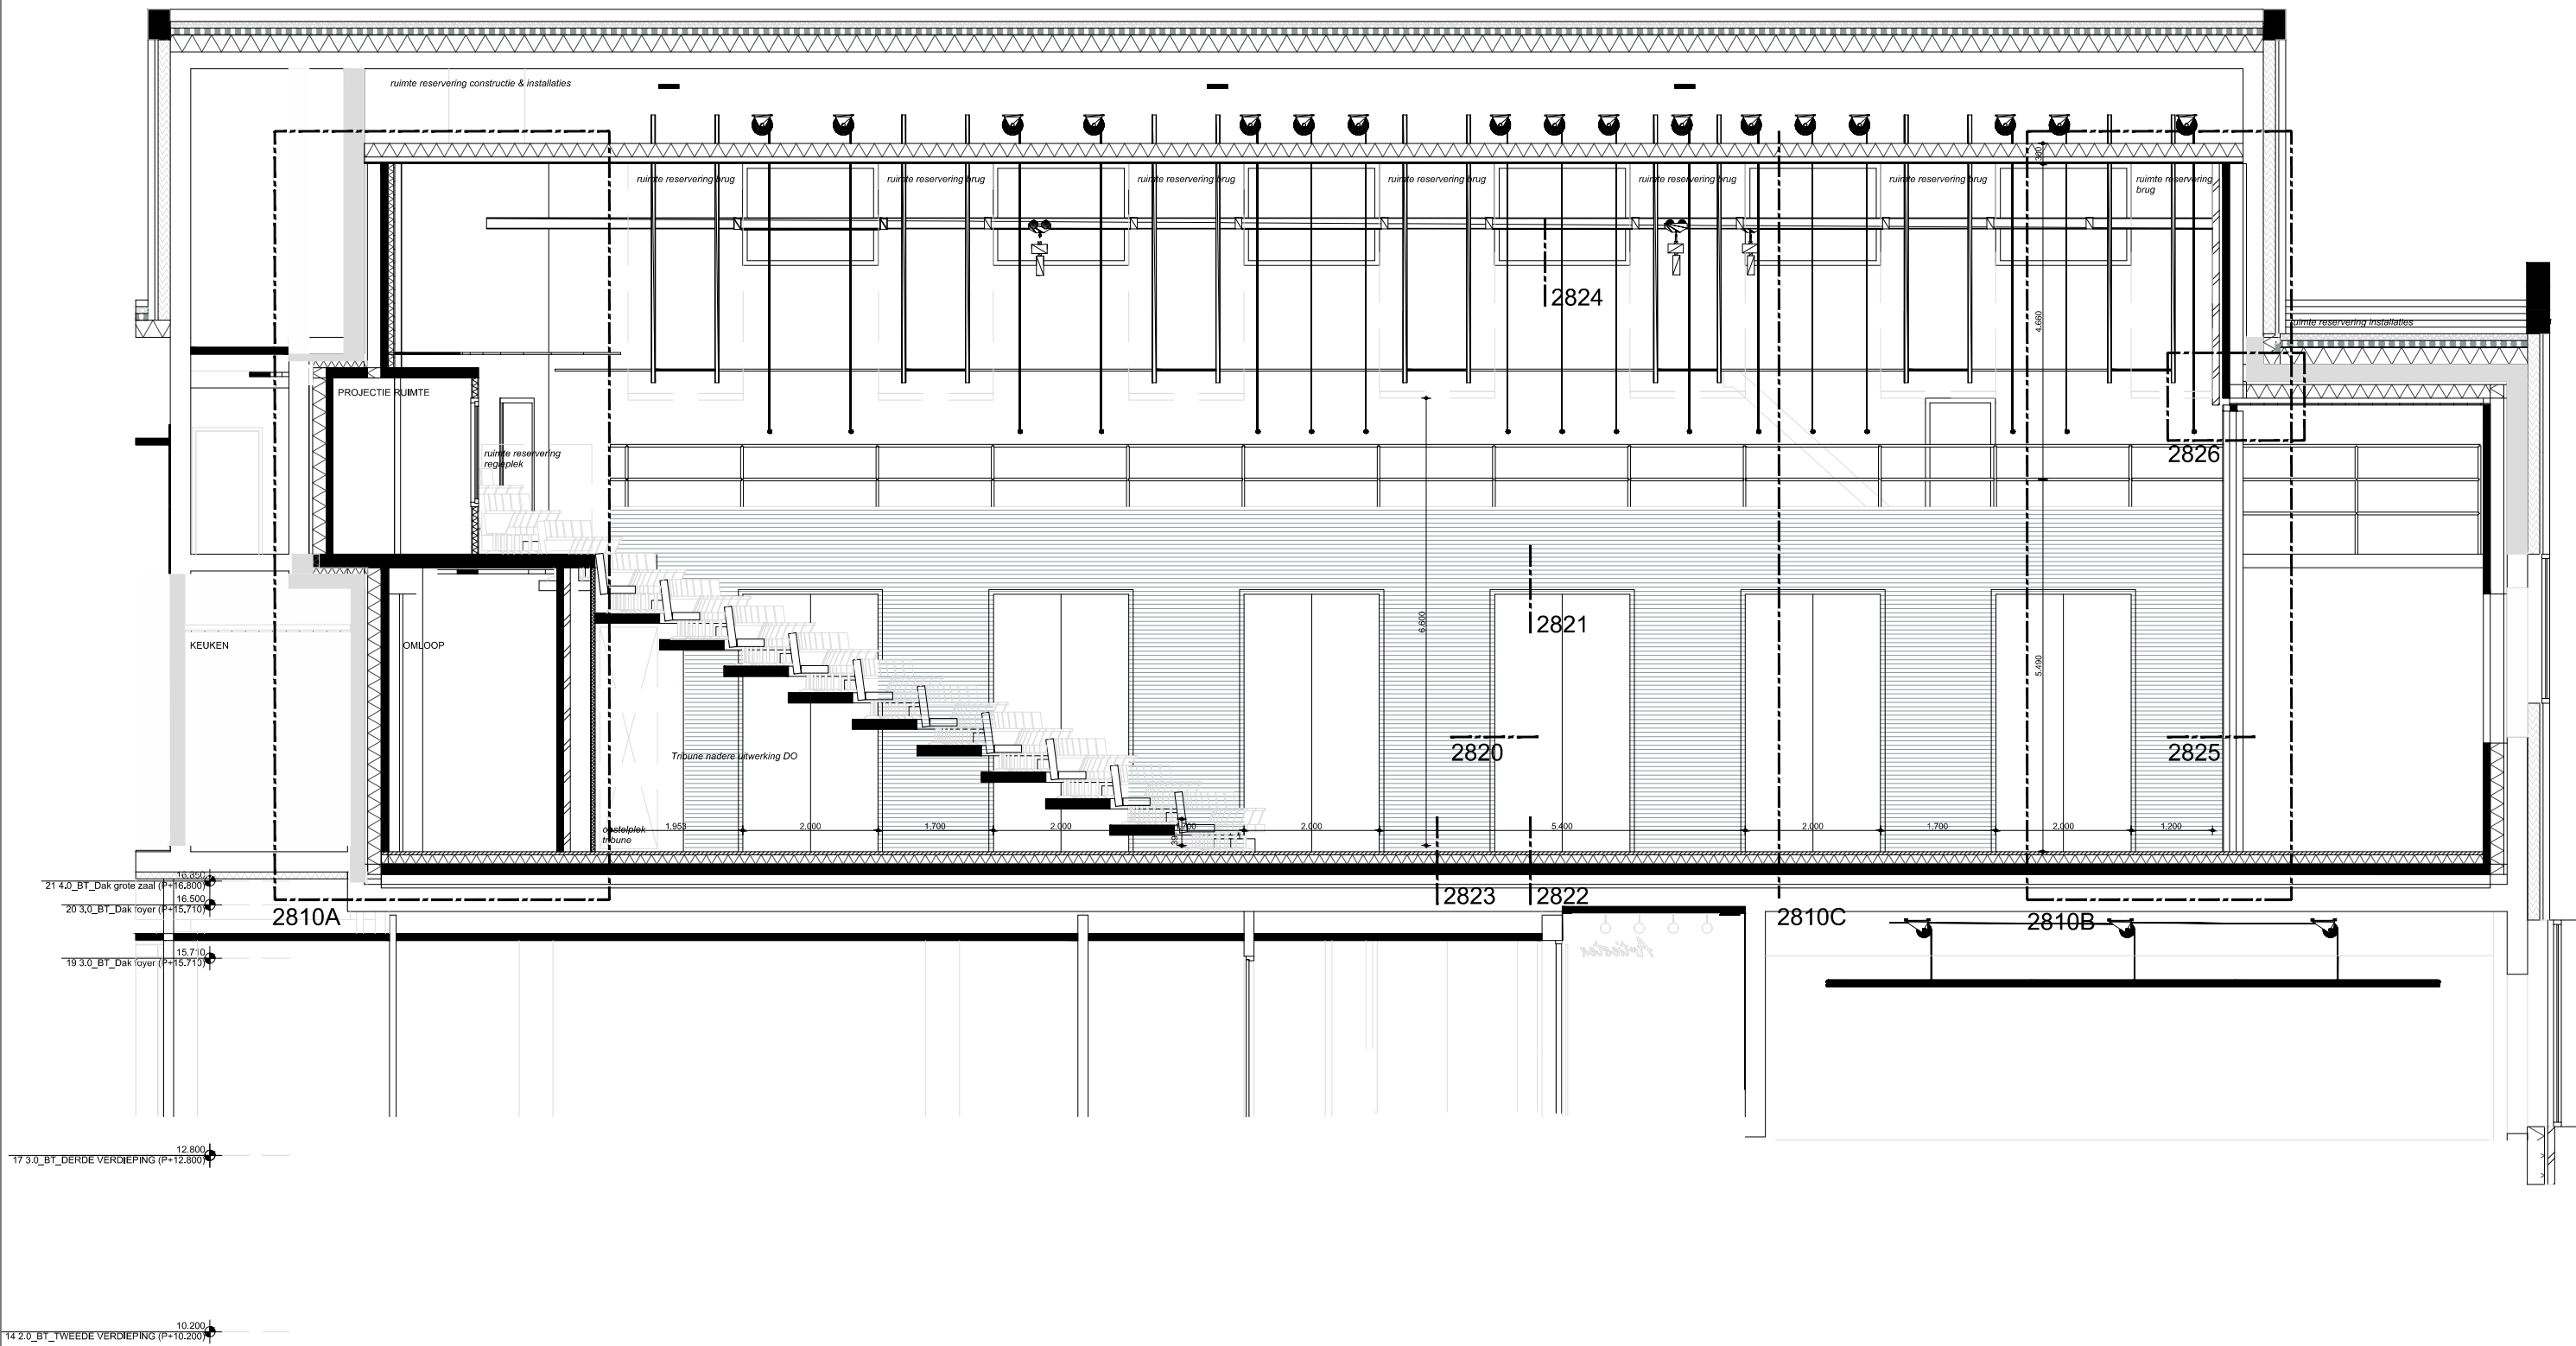 ruimte reservering constructie & installaties
ruimte reservering brug
ruimte reservering brug
ruimte reservering brug
ruimte reservering brug
ruimte reservering brug
ruimte reservering brug
ruimte reservering
brug
300
2824
4.660
ruimte reservering installaties
PROJECTIE RUIMTE
ruimte reservering
regieplek
2826
6.600
2821
5.490
KEUKEN
OMLOOP
Tribune nadere uitwerking DO
2820
2825
opstelplek
tribune
1.953
2.000
1.700
2.000
1.700
2.000
5.400
2.000
1.700
2.000
1.200
16.850
21 4.0_BT_Dak grote zaal (P+16.800)
16.500
20 3.0_BT_Dak foyer (P+15.710)
2810A
2823
2822
2810C
2810B
Artiesten
15.710
19 3.0_BT_Dak foyer (P+15.710)
12.800
17 3.0_BT_DERDE VERDIEPING (P+12.800)
10.200
14 2.0_BT_TWEEDE VERDIEPING (P+10.200)